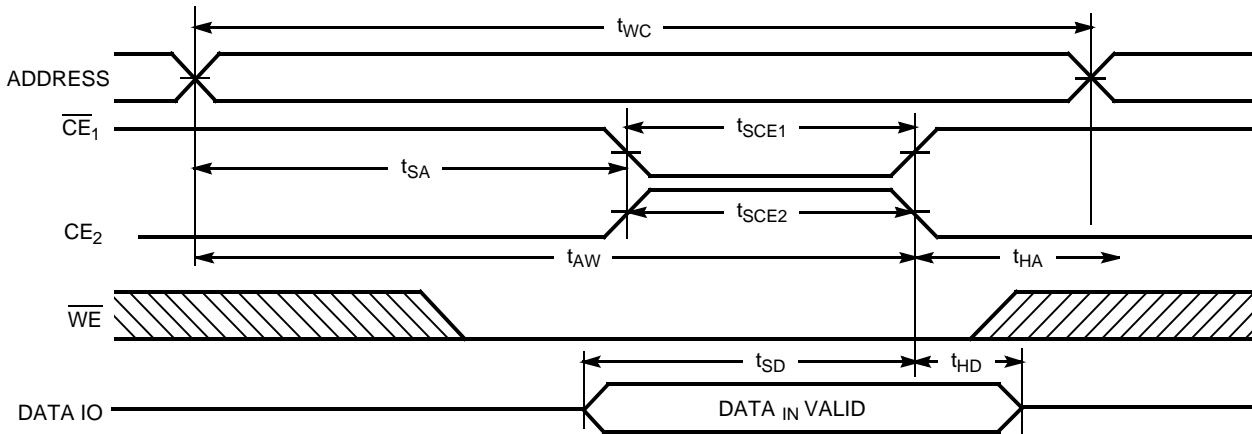 tWC
ADDRESS
CE1
tSCE1
tSA
CE2
tSCE2
tAW
tHA
WE
tSD
tHD
DATA IO
DATA IN VALID